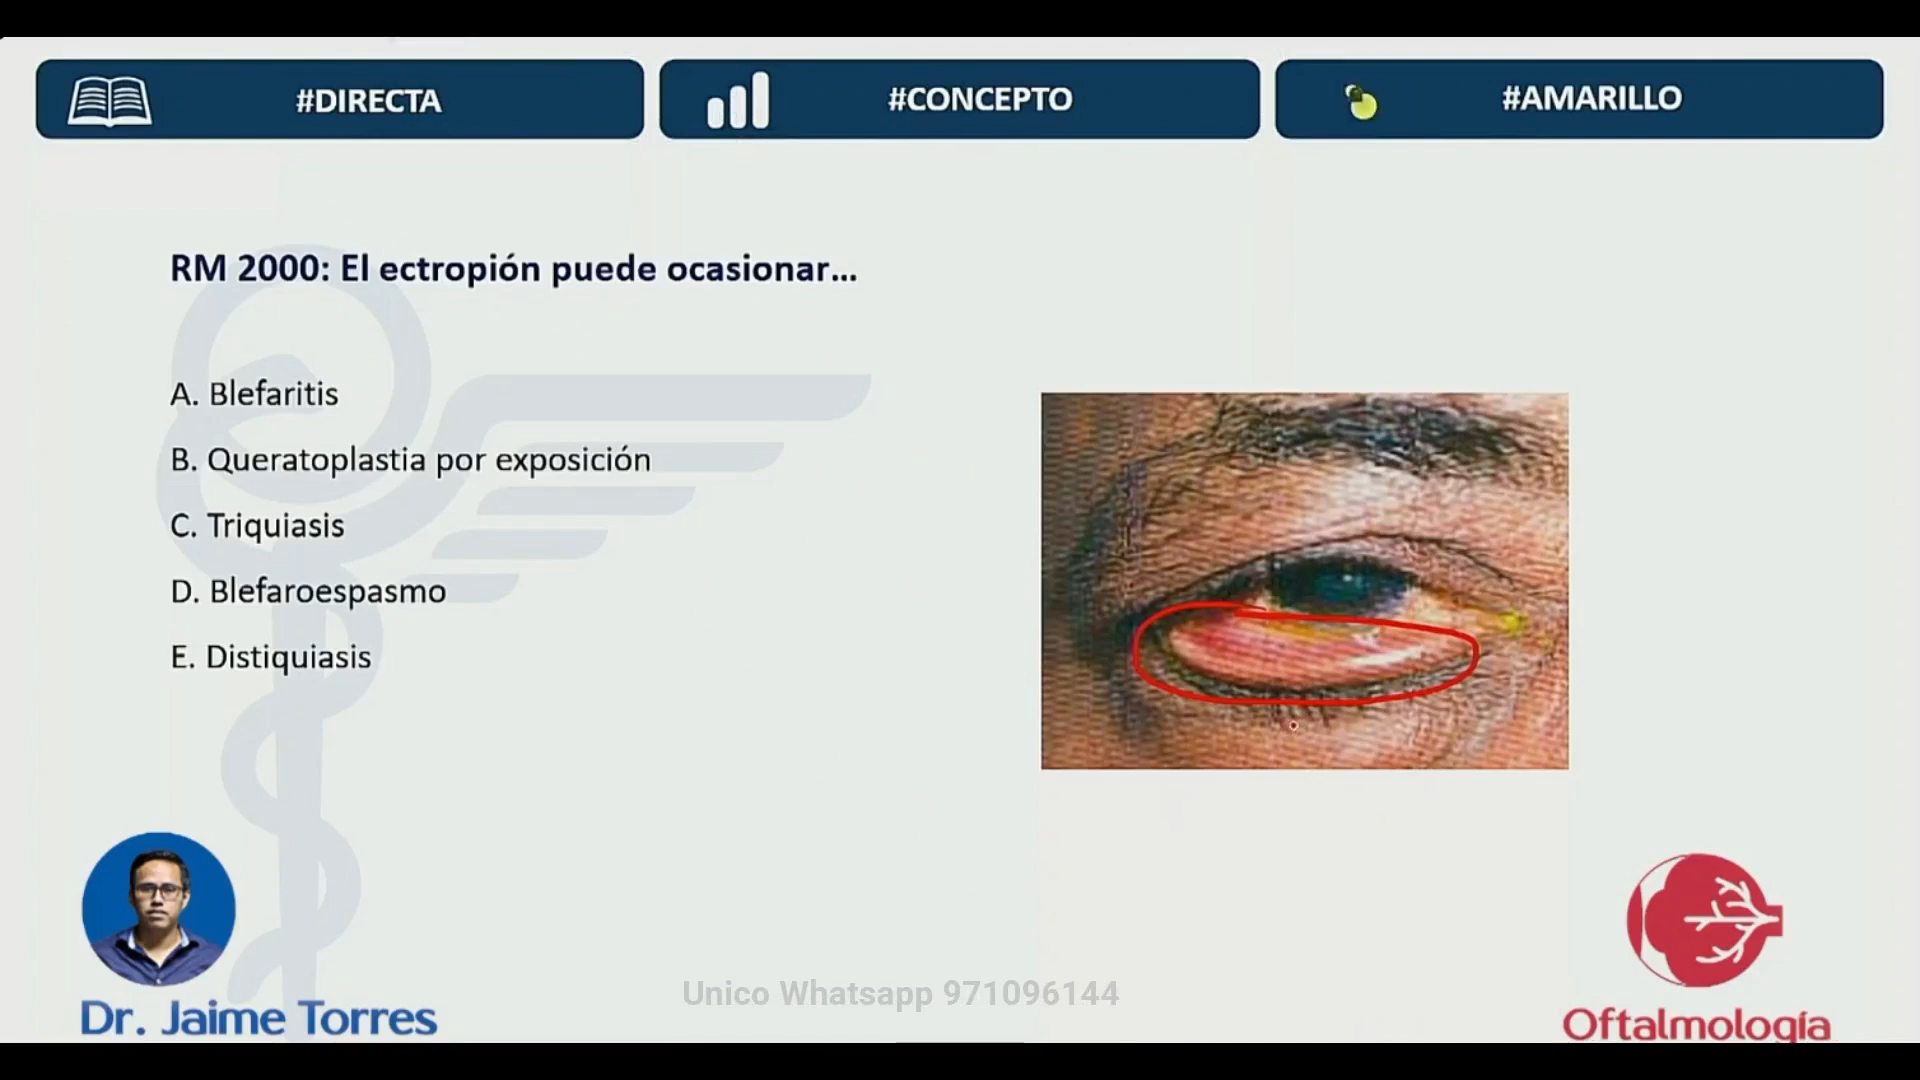 #DIRECTA
#CONCEPTO
#AMARILLO
RM 2000: El ectropión puede ocasionar...
A. Blefaritis
B. Queratoplastia por exposición
C. Triquiasis
D. Blefaroespasmo
E. Distiquiasis
Unico Whatsapp 971096144
Dr. Jaime Torres
Oftalmología